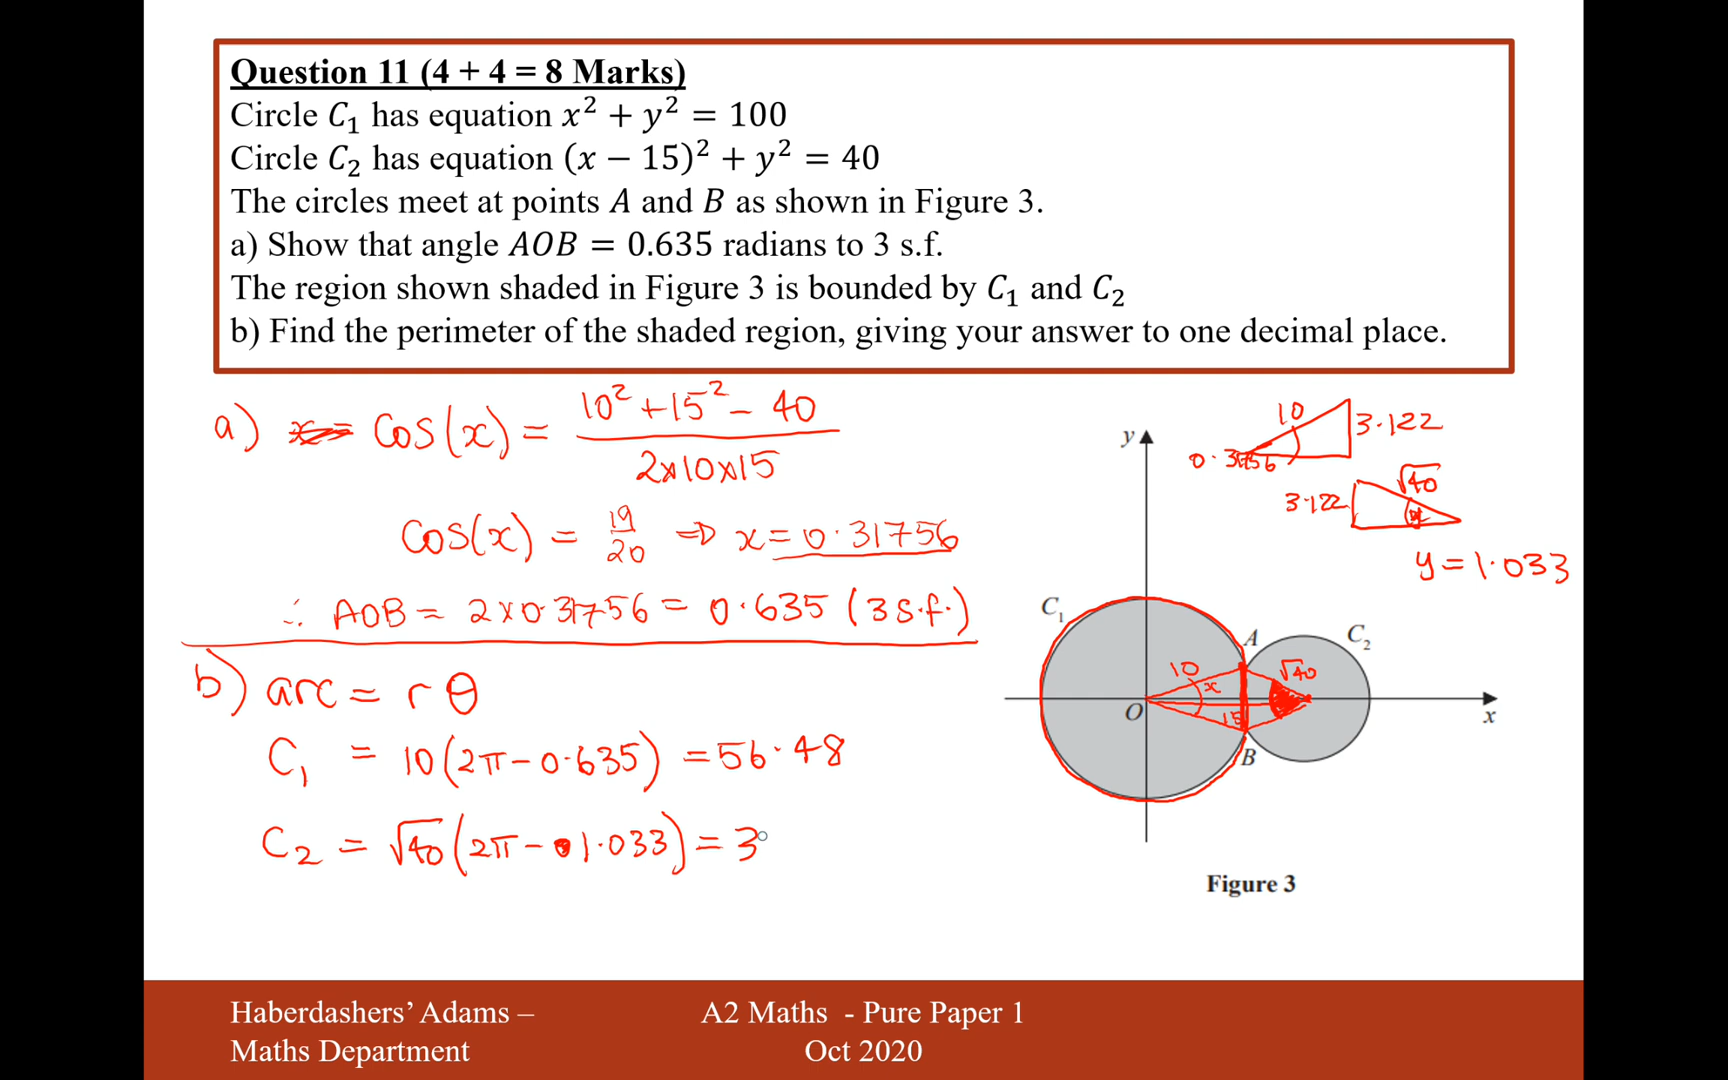 Question 11 (4 + 4 = 8 Marks)
Circle C₁ has equation x² + y² = 100
Circle C₂ has equation (x − 15)² + y² = 40
The circles meet at points A and B as shown in Figure 3.
a) Show that angle AOB = 0.635 radians to 3 s.f.
The region shown shaded in Figure 3 is bounded by C₁ and C₂
b) Find the perimeter of the shaded region, giving your answer to one decimal place.
a) Cos(x) = (10² + 15² − 40) / (2×10×15)
Cos(x) = 19/20 ⇒ x = 0.31756
∴ AOB = 2×0.31756 = 0.635 (3 s.f.)
b) arc = rθ
C₁ = 10(2π − 0.635) = 56.48
C₂ = √40(2π − 1.033) = 3
10
3.122
√40
3.122
y = 1.033
y
C₁
A
C₂
10
x
√40
15
O
x
B
Figure 3
Haberdashers' Adams –
Maths Department
A2 Maths - Pure Paper 1
Oct 2020